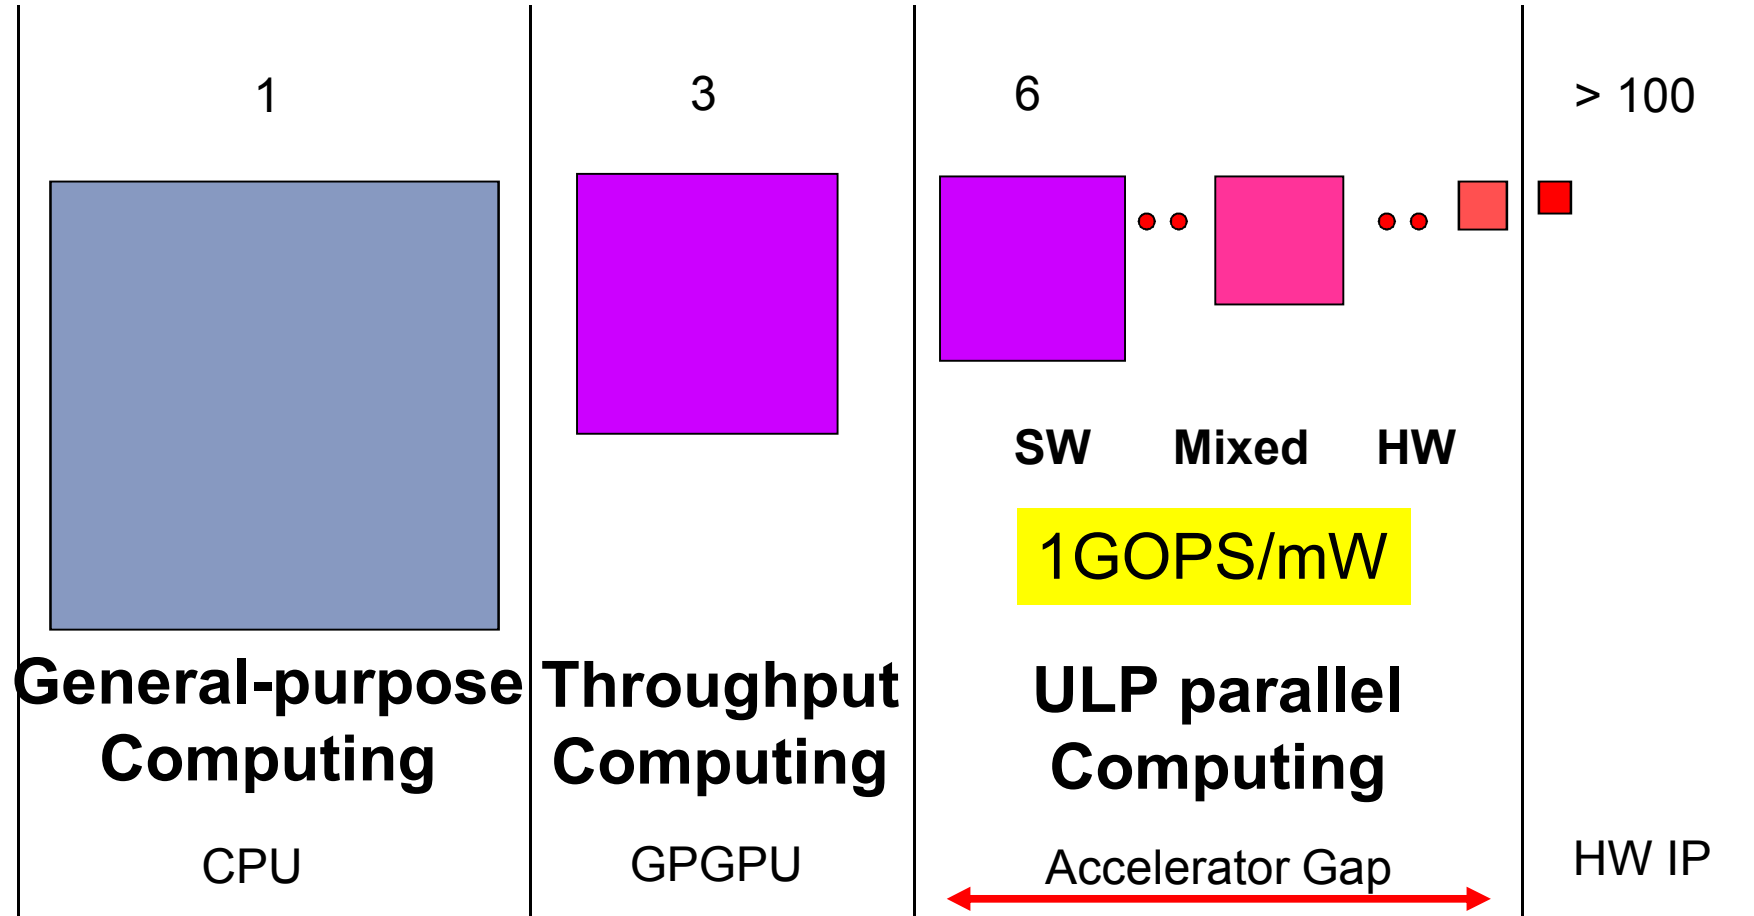 1
3
6
> 100
SW Mixed HW
1GOPS/mW
General-purpose
Computing
Throughput
Computing
ULP parallel
Computing
CPU
GPGPU
Accelerator Gap
HW IP